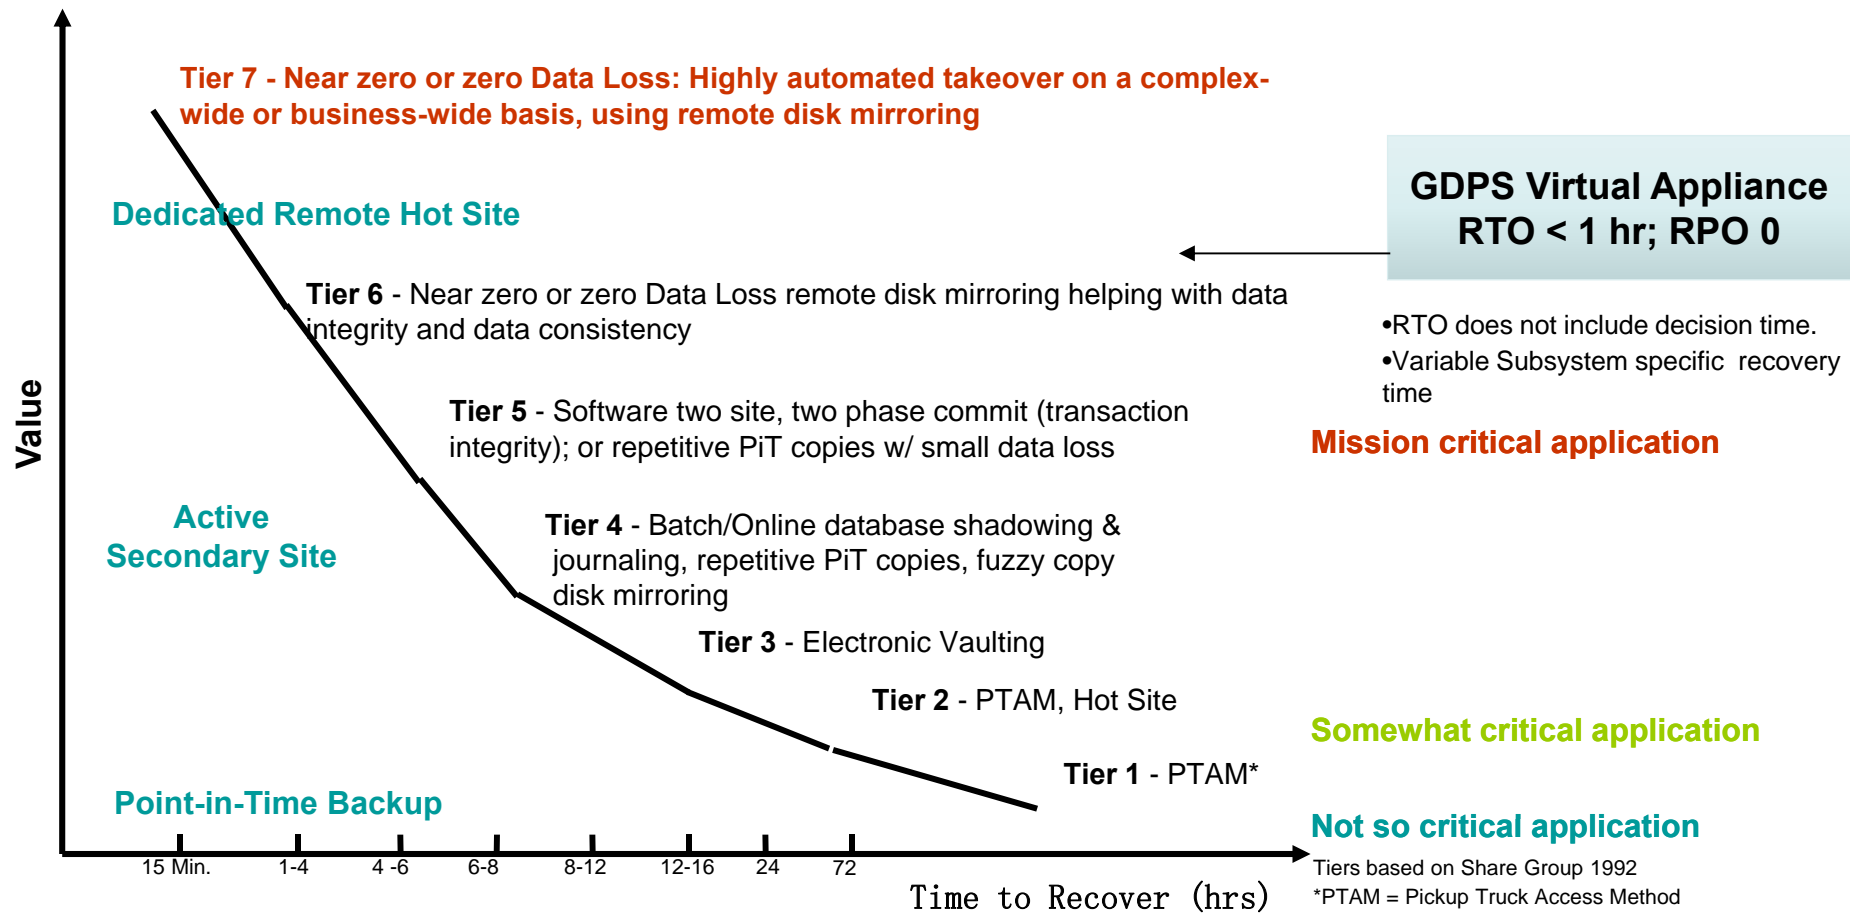 Tier 7 - Near zero or zero Data Loss: Highly automated takeover on a complex-
wide or business-wide basis, using remote disk mirroring
Dedicated Remote Hot Site
GDPS Virtual Appliance
RTO < 1 hr; RPO 0
Tier 6 - Near zero or zero Data Loss remote disk mirroring helping with data
integrity and data consistency
•RTO does not include decision time.
•Variable Subsystem specific recovery
time
Value
Tier 5 - Software two site, two phase commit (transaction
integrity); or repetitive PiT copies w/ small data loss
Mission critical application
Active
Secondary Site
Tier 4 - Batch/Online database shadowing &
journaling, repetitive PiT copies, fuzzy copy
disk mirroring
Tier 3 - Electronic Vaulting
Tier 2 - PTAM, Hot Site
Somewhat critical application
Tier 1 - PTAM*
Point-in-Time Backup
Not so critical application
15 Min.
1-4
4 -6
6-8
8-12
12-16
24
72
Time to Recover (hrs)
Tiers based on Share Group 1992
*PTAM = Pickup Truck Access Method